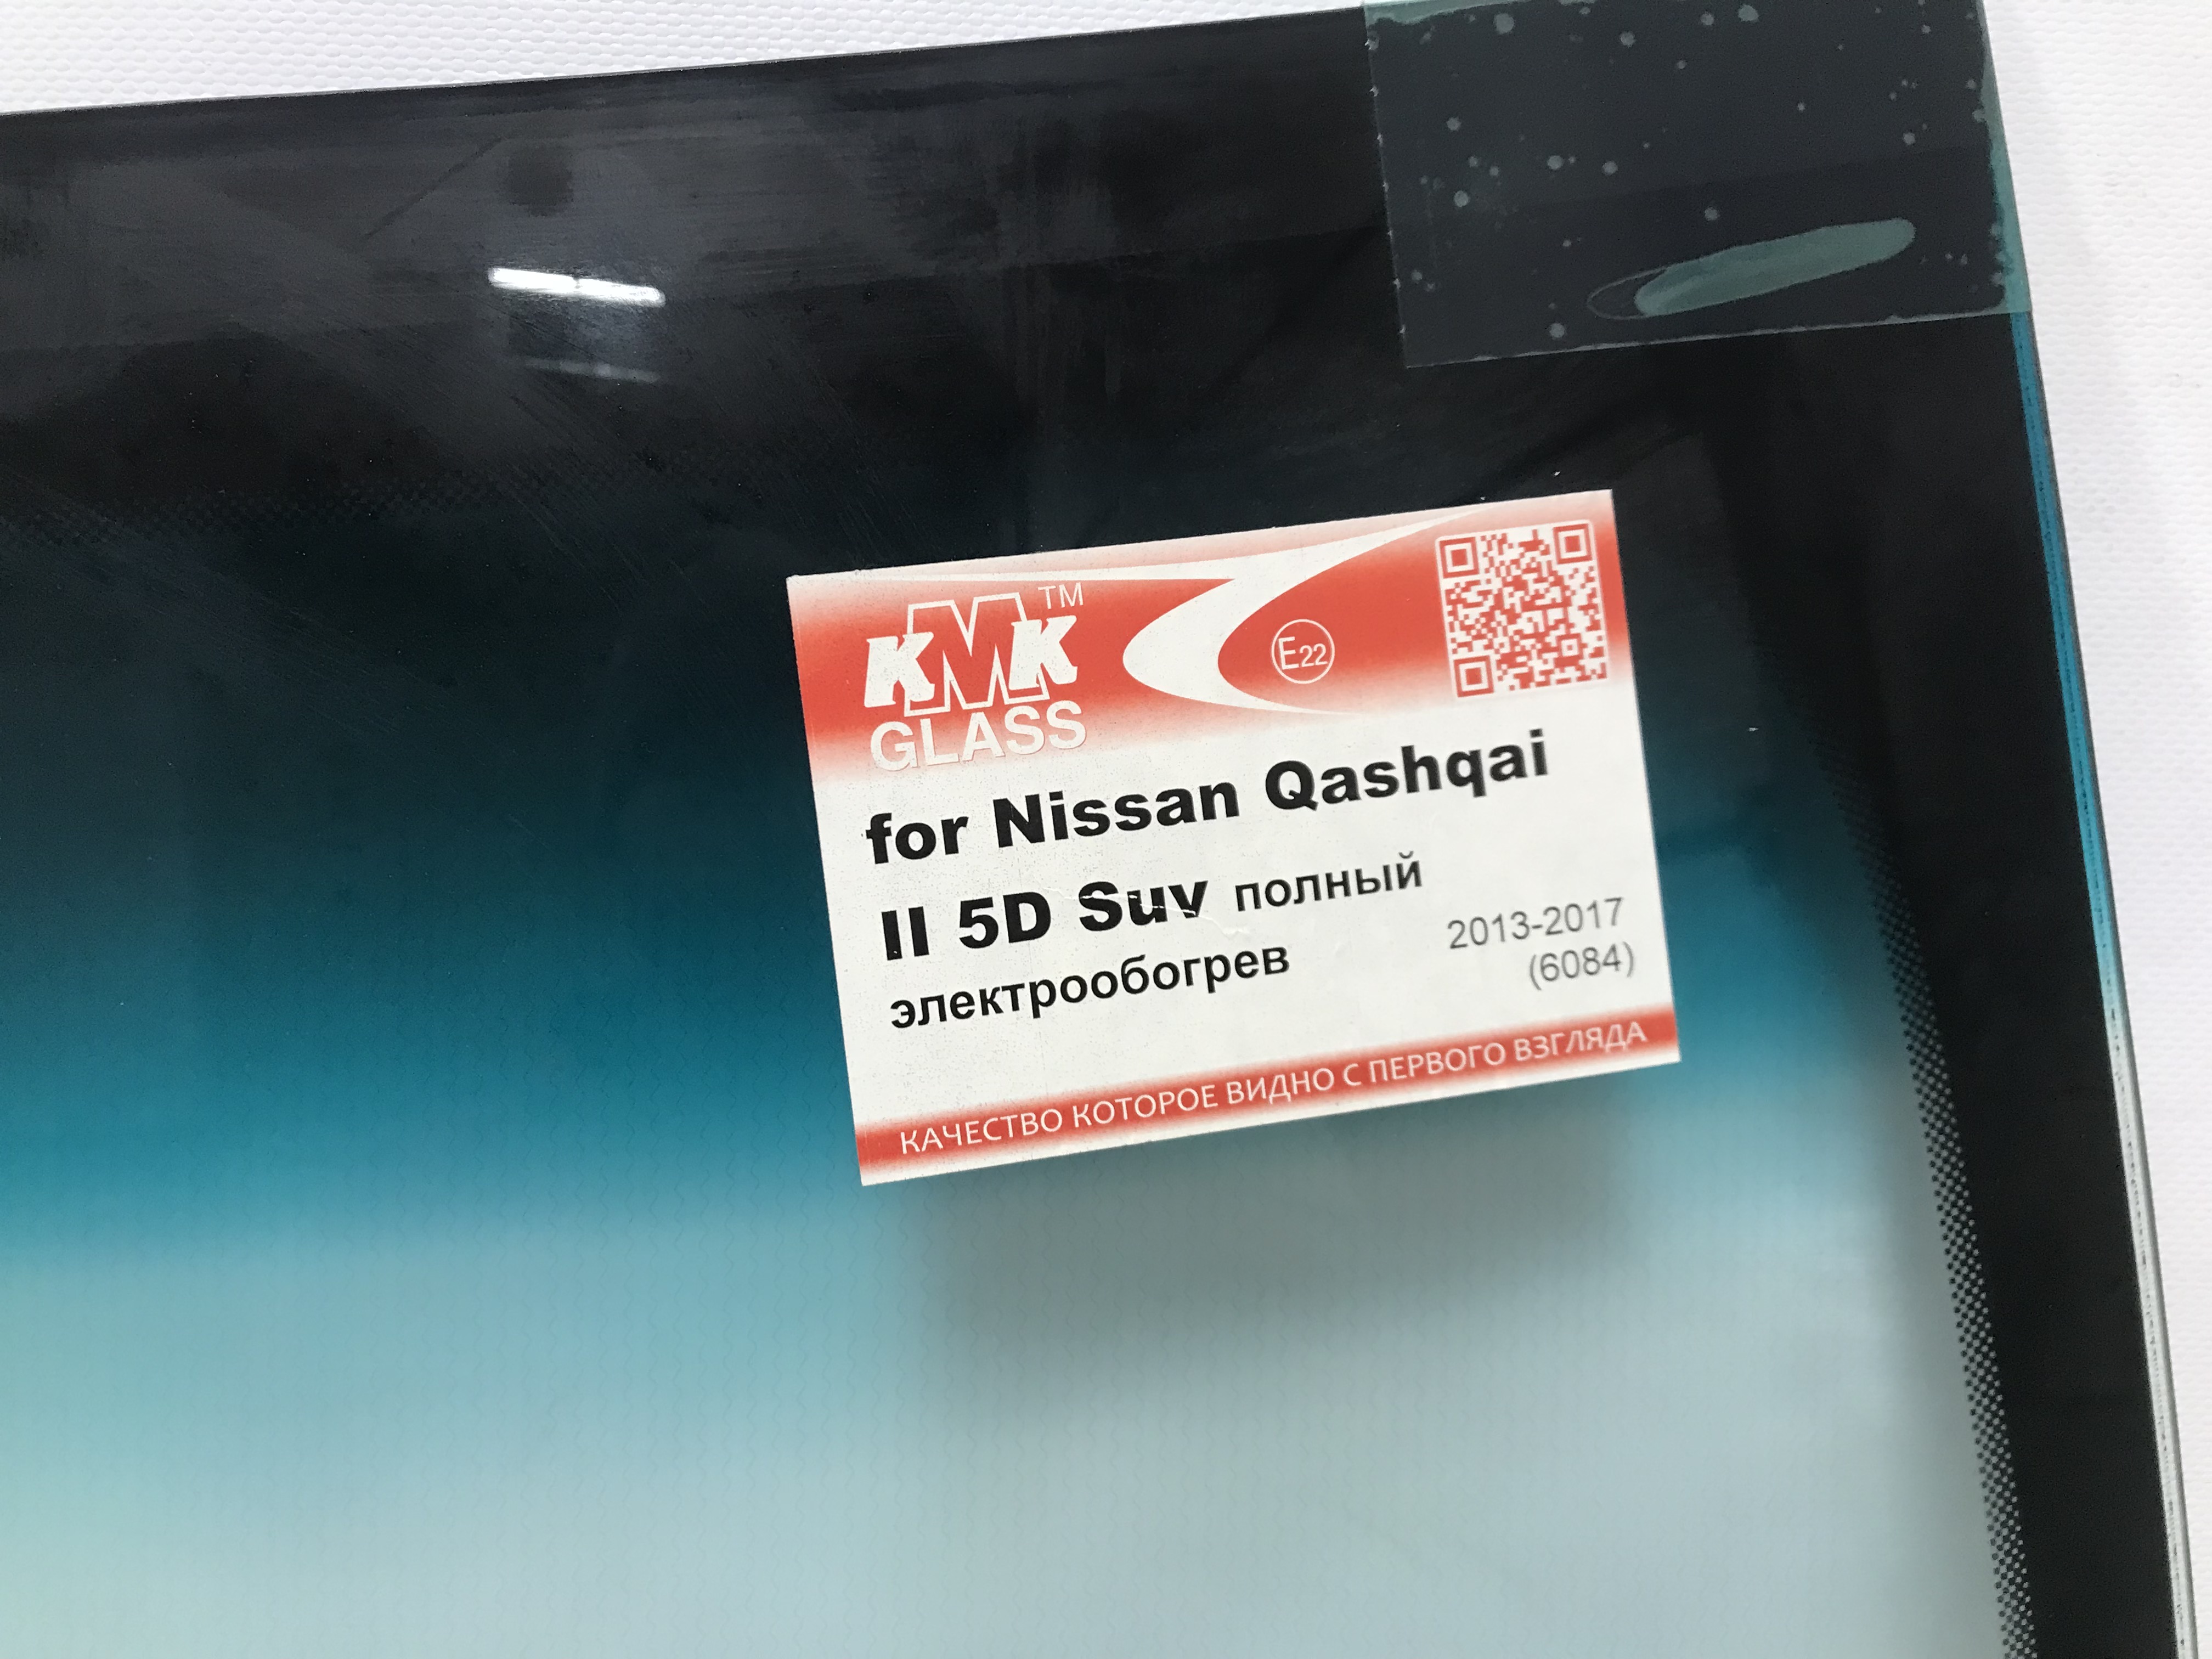 KMK™
GLASS
E22
for Nissan Qashqai
II 5D Suv полный
электрообогрев
2013-2017
(6084)
КАЧЕСТВО КОТОРОЕ ВИДНО С ПЕРВОГО ВЗГЛЯДА